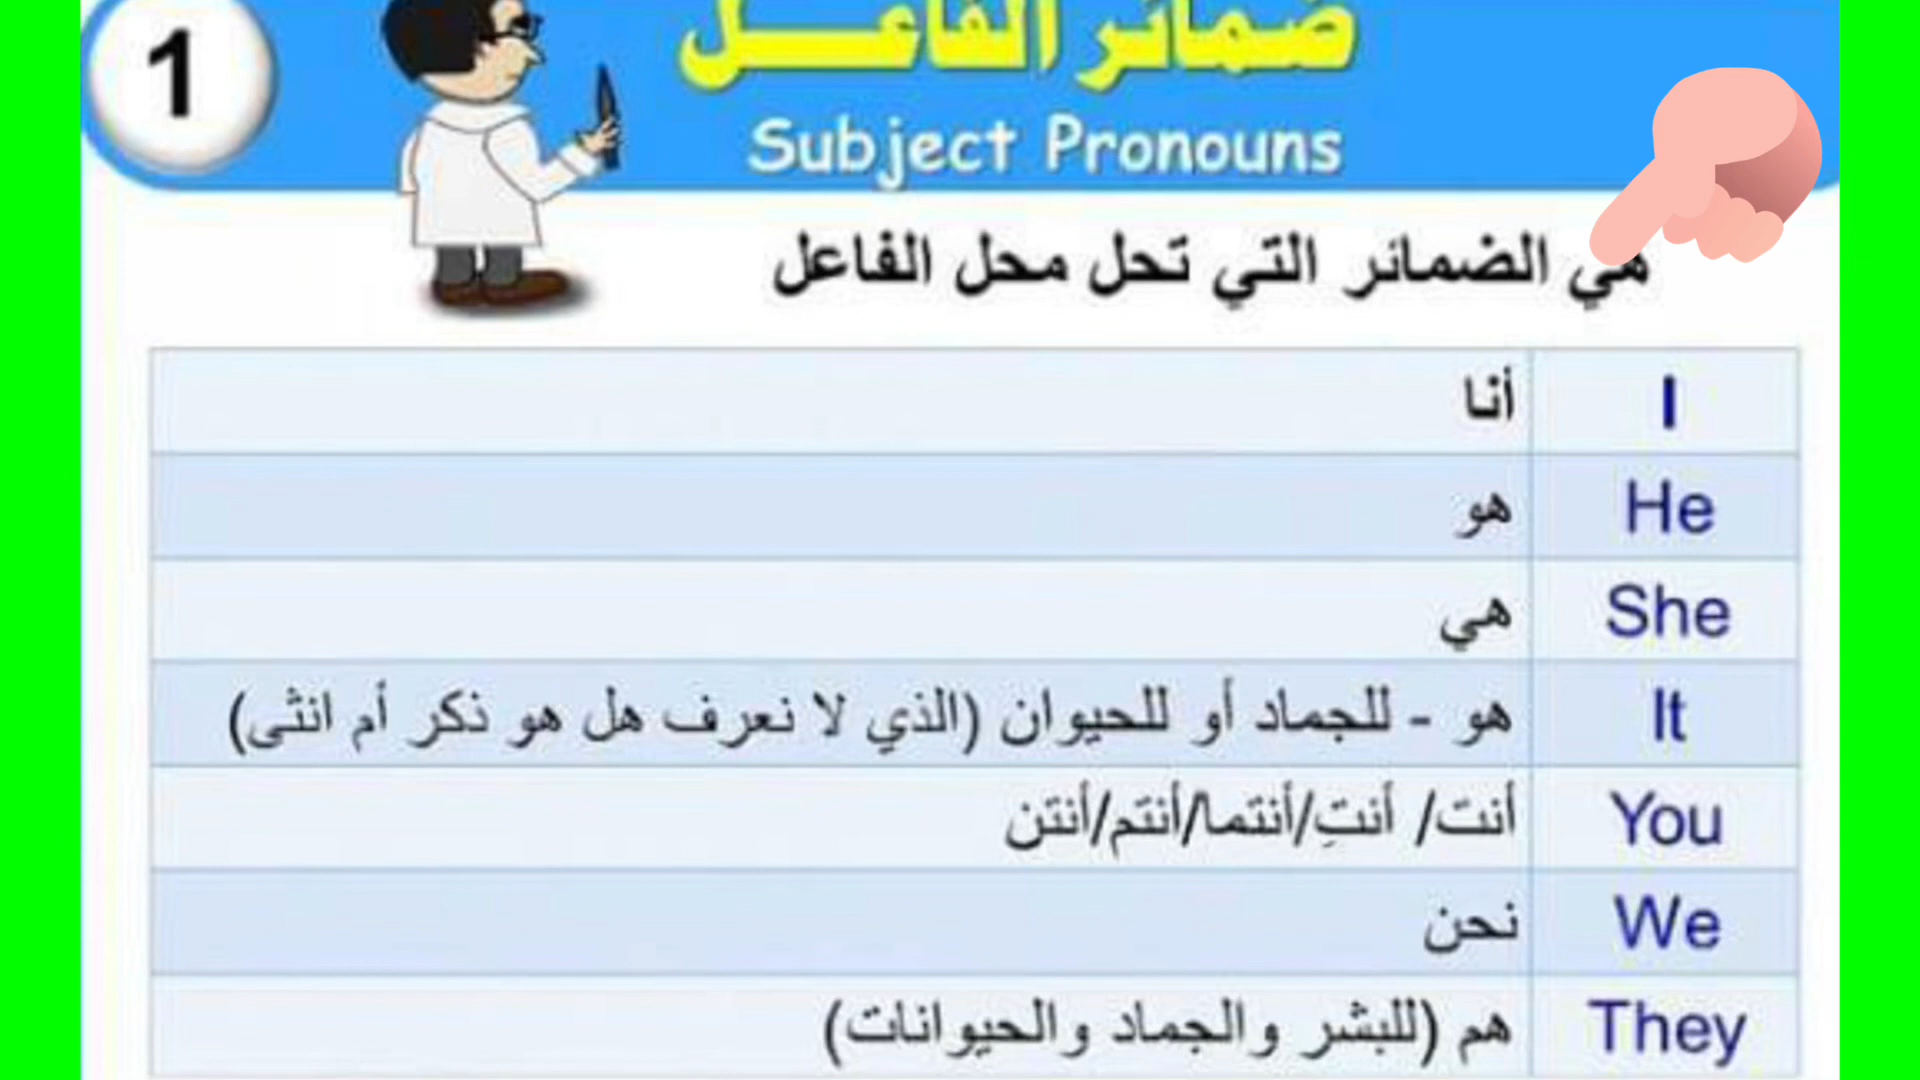 1
ضمائر الفاعــــل
Subject Pronouns
هي الضمائر التي تحل محل الفاعل
I أنا
He هو
She هي
It هو - للجماد أو للحيوان (الذي لا نعرف هل هو ذكر أم انثى)
You أنتَ/ أنتِ/أنتما/أنتم/أنتن
We نحن
They هم (للبشر والجماد والحيوانات)